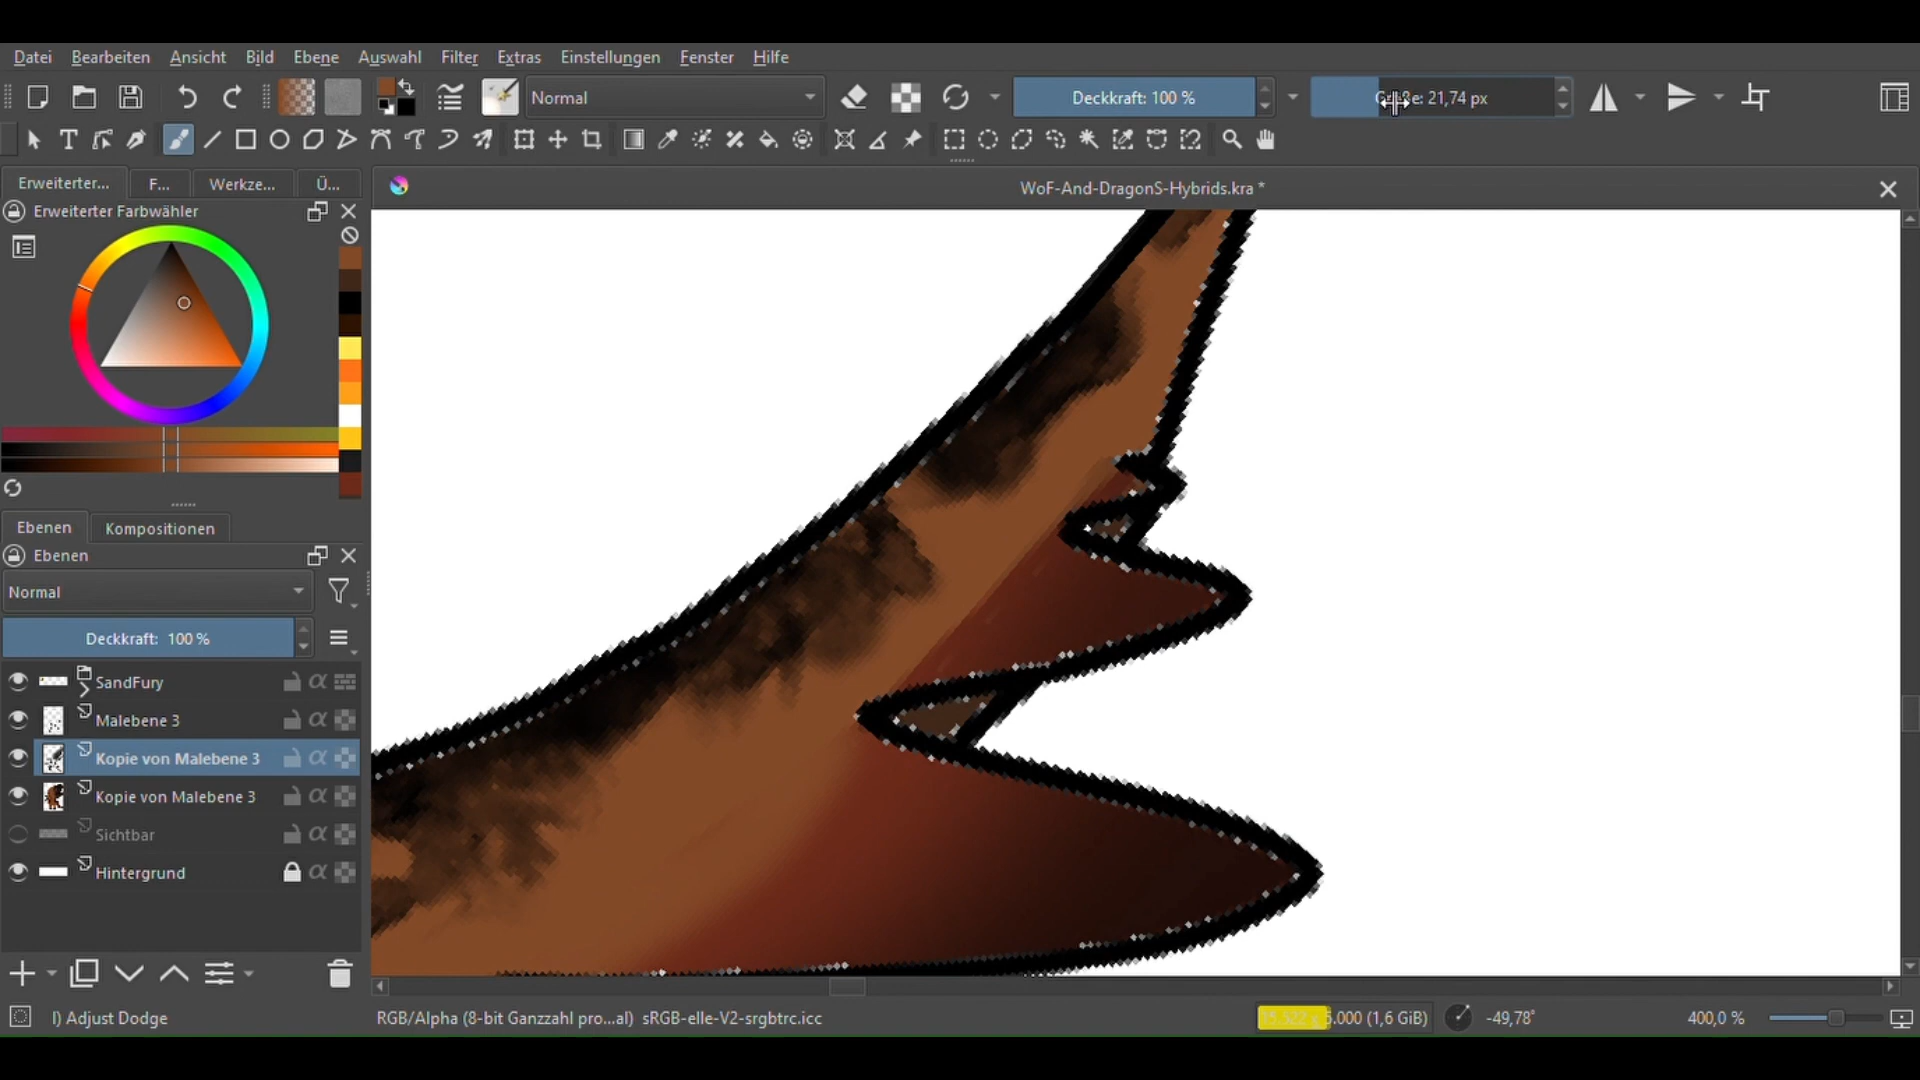 Datei Bearbeiten Ansicht Bild Ebene Auswahl Filter Extras Einstellungen Fenster Hilfe
Normal Deckkraft: 100 % 21,74 px
Erweiterter... F... Werkze... Ü...
WoF-And-DragonS-Hybrids.kra *
Erweiterter Farbwähler
Ebenen Kompositionen
Ebenen
Normal
Deckkraft: 100 %
SandFury
Malebene 3
Kopie von Malebene 3
Kopie von Malebene 3
Sichtbar
Hintergrund
l) Adjust Dodge RGB/Alpha (8-bit Ganzzahl pro...al) sRGB-elle-V2-srgbtrc.icc (1,6 GiB) -49,78° 400,0 %